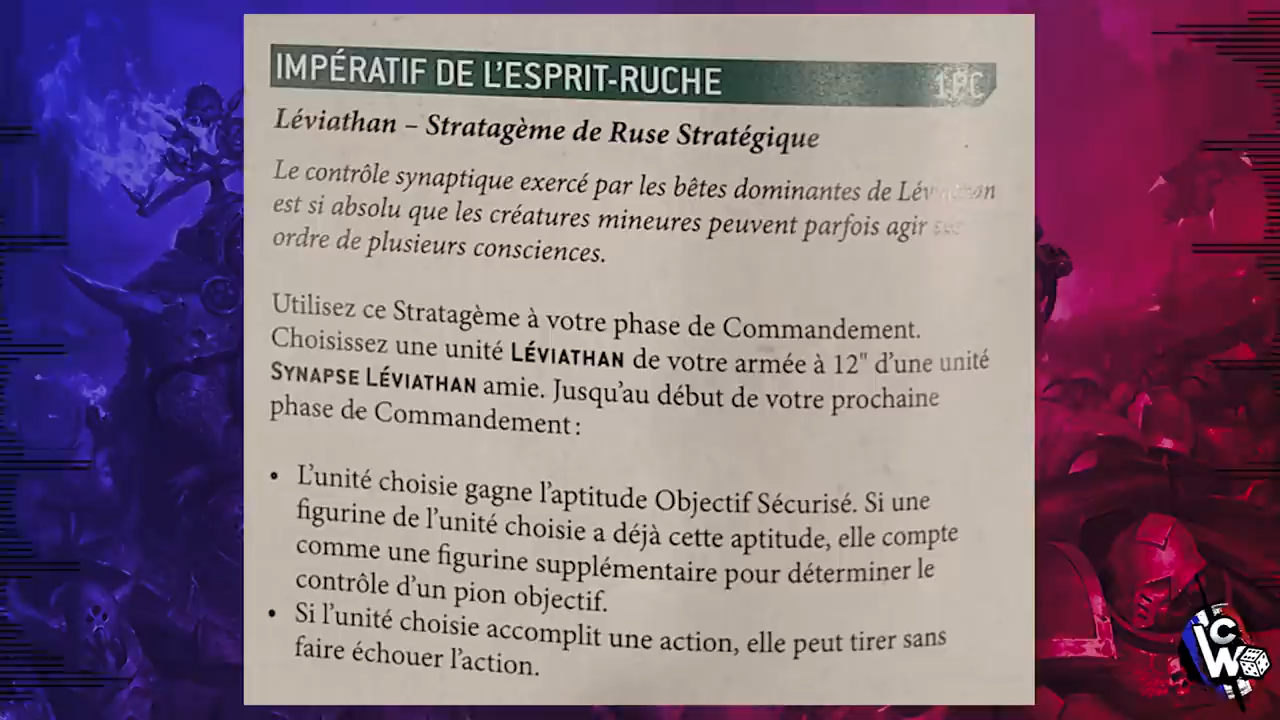 IMPÉRATIF DE L'ESPRIT-RUCHE 1PC
Léviathan – Stratagème de Ruse Stratégique
Le contrôle synaptique exercé par les bêtes dominantes de Léviathan
est si absolu que les créatures mineures peuvent parfois agir sur
ordre de plusieurs consciences.
Utilisez ce Stratagème à votre phase de Commandement.
Choisissez une unité LÉVIATHAN de votre armée à 12" d'une unité
SYNAPSE LÉVIATHAN amie. Jusqu'au début de votre prochaine
phase de Commandement :
• L'unité choisie gagne l'aptitude Objectif Sécurisé. Si une
figurine de l'unité choisie a déjà cette aptitude, elle compte
comme une figurine supplémentaire pour déterminer le
contrôle d'un pion objectif.
• Si l'unité choisie accomplit une action, elle peut tirer sans
faire échouer l'action.
ICW